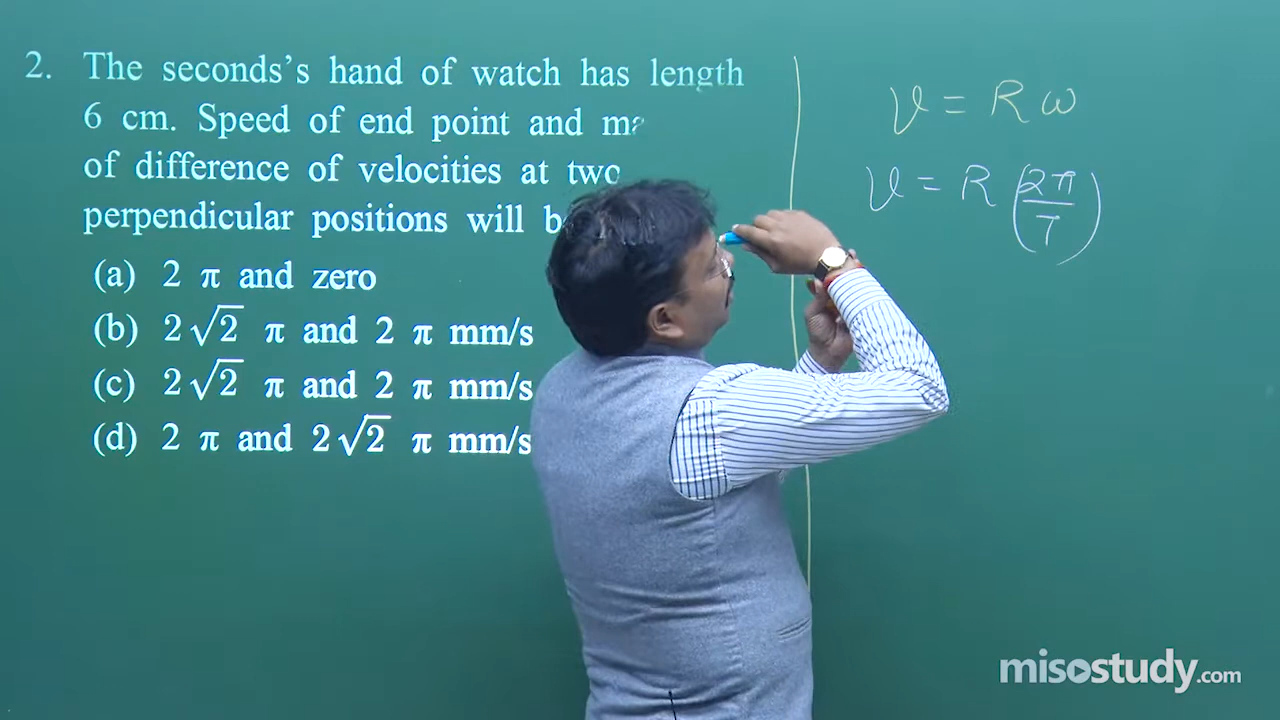 2. The seconds's hand of watch has length
6 cm. Speed of end point and
of difference of velocities at two
perpendicular positions will
(a) 2 π and zero
(b) 2√2 π and 2 π mm/s
(c) 2√2 π and 2 π mm/s
(d) 2 π and 2√2 π mm/s
v = R ω
v = R (2π/T)
misostudy.com